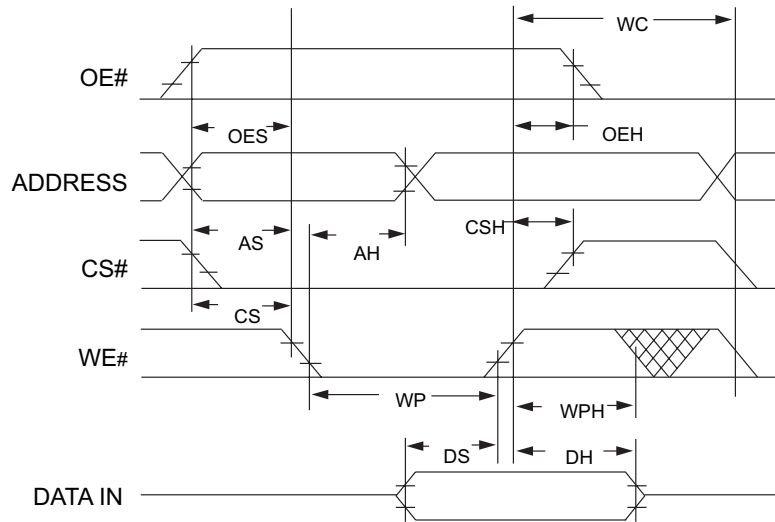 WC
OE#
OES
OEH
ADDRESS
CSH
AS
AH
CS#
CS
WE#
WP
WPH
DS
DH
DATA IN